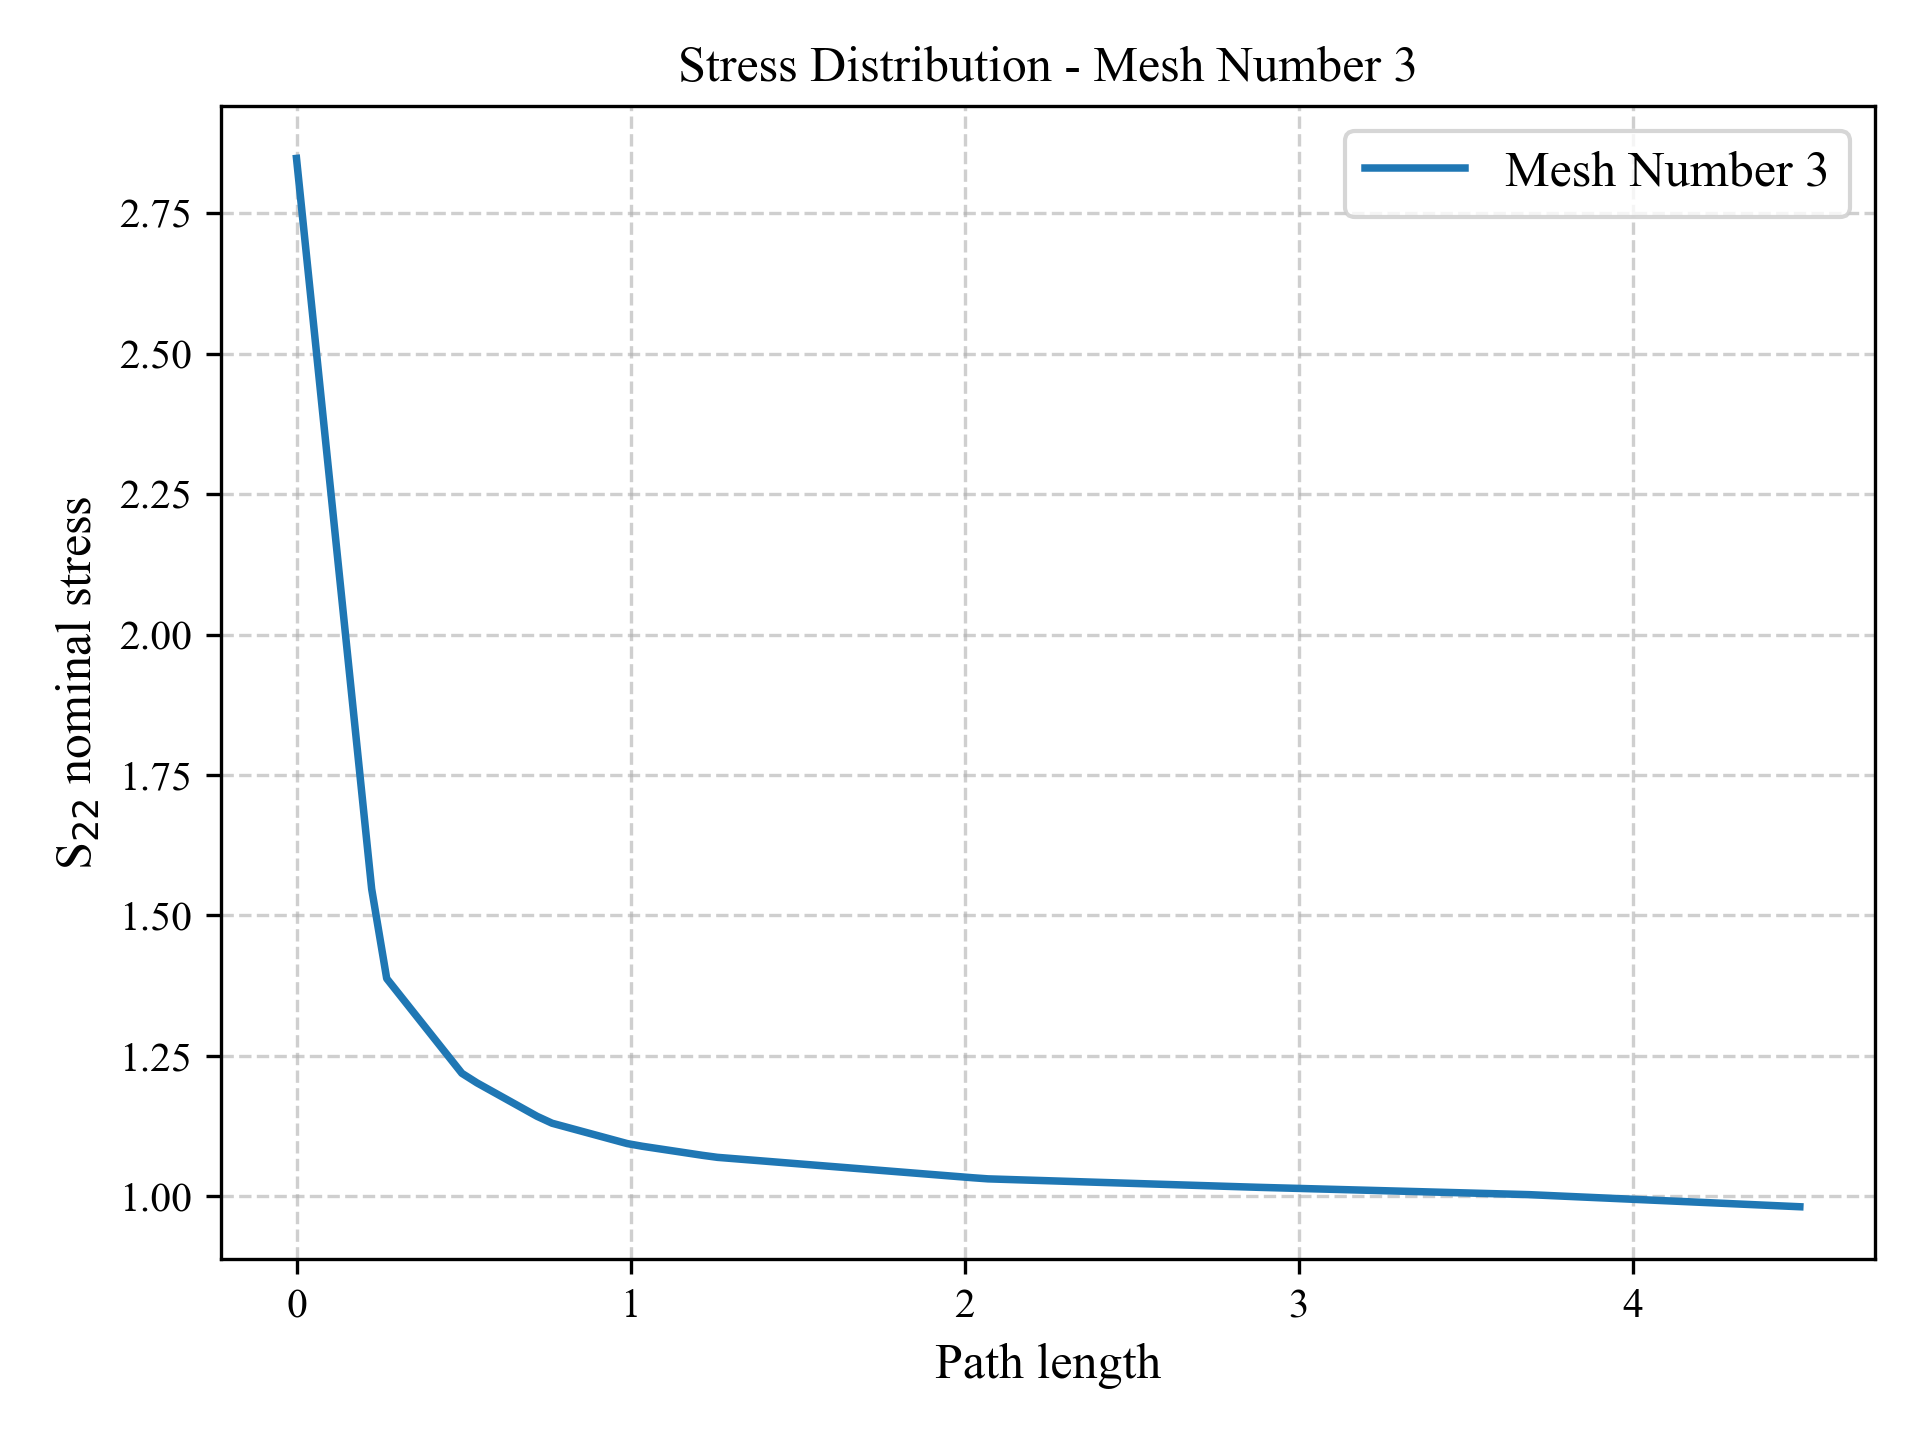 Stress Distribution - Mesh Number 3
Mesh Number 3
S₂₂ nominal stress
2.75
2.50
2.25
2.00
1.75
1.50
1.25
1.00
0 1 2 3 4
Path length